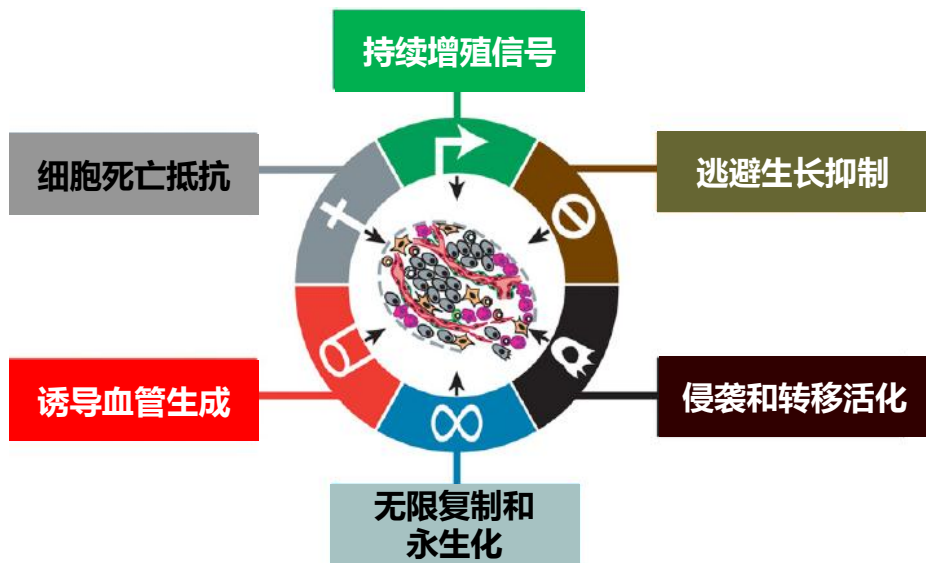 持续增殖信号
细胞死亡抵抗
逃避生长抑制
诱导血管生成
侵袭和转移活化
无限复制和
永生化